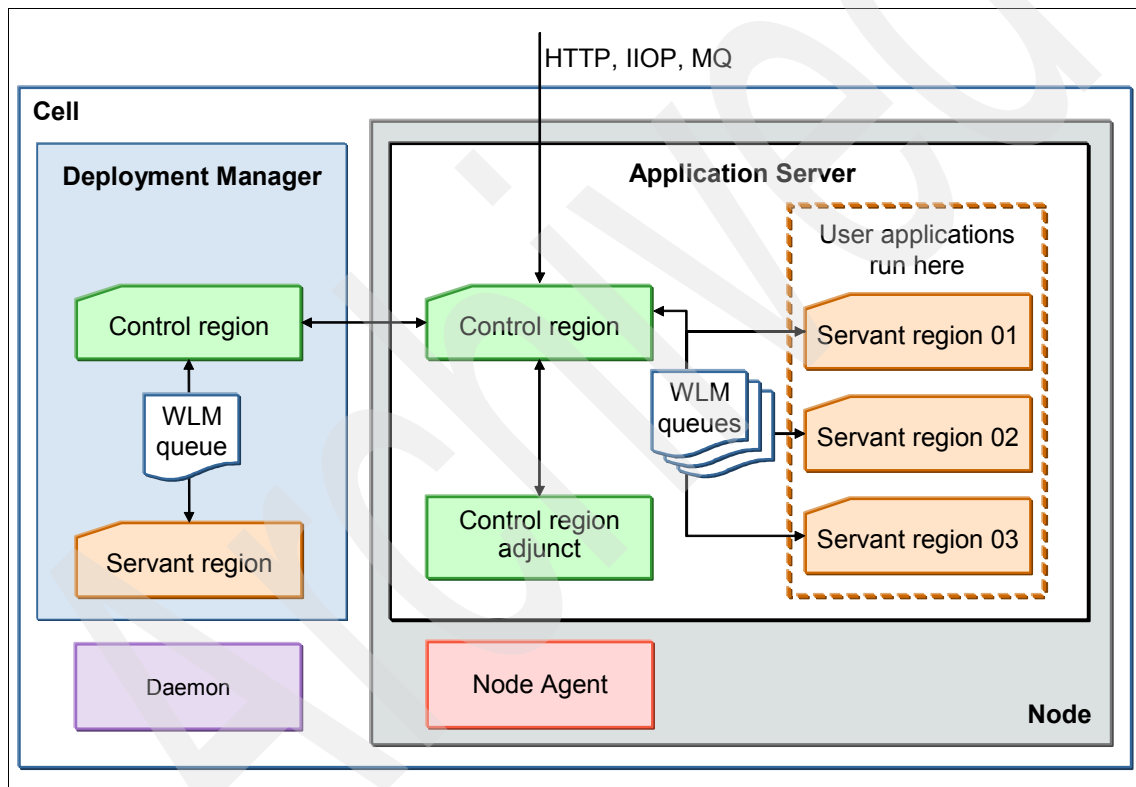 HTTP, IIOP, MQ
Cell
Deployment Manager
Control region
WLM
queue
Servant region
Daemon
Application Server
Control region
WLM
queues
Control region
adjunct
User applications
run here
Servant region 01
Servant region 02
Servant region 03
Node Agent
Node
Archived